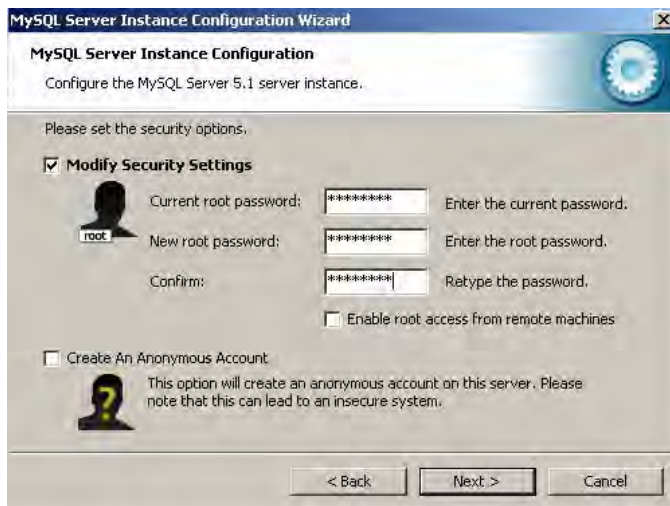 MySQL Server Instance Configuration Wizard
MySQL Server Instance Configuration
Configure the MySQL Server 5.1 server instance.
Please set the security options.
Modify Security Settings
root
Current root password: ******** Enter the current password.
New root password: ******** Enter the root password.
Confirm: ******** Retype the password.
Enable root access from remote machines
Create An Anonymous Account
?
This option will create an anonymous account on this server. Please
note that this can lead to an insecure system.
< Back Next > Cancel